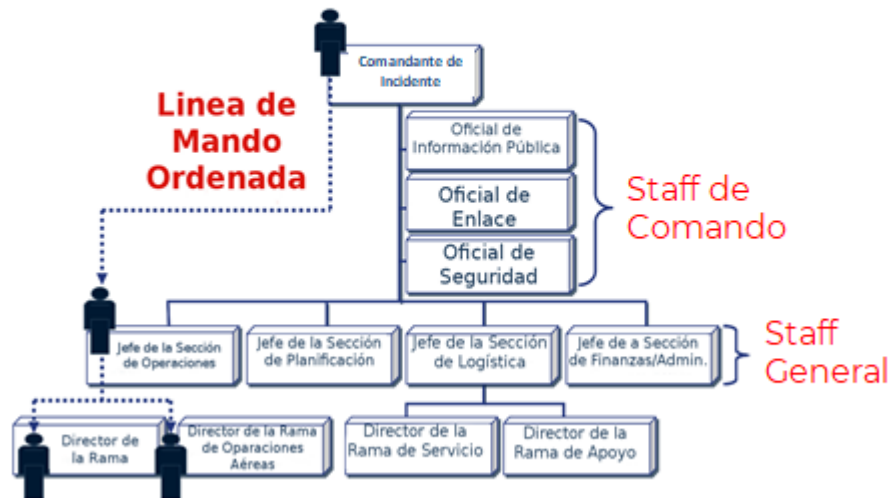 Comandante de
Incidente
Linea de
Mando
Ordenada
Oficial de
Información Pública
Oficial de
Enlace
Oficial de
Seguridad
Staff de
Comando
Jefe de la Sección
de Operaciones
Jefe de la Sección
de Planificación
Jefe de la Sección
de Logística
Jefe de a Sección
de Finanzas/Admin.
Staff
General
Director de
la Rama
Director de la Rama
de Oparaciones
Aéreas
Director de la
Rama de Servicio
Director de la
Rama de Apoyo